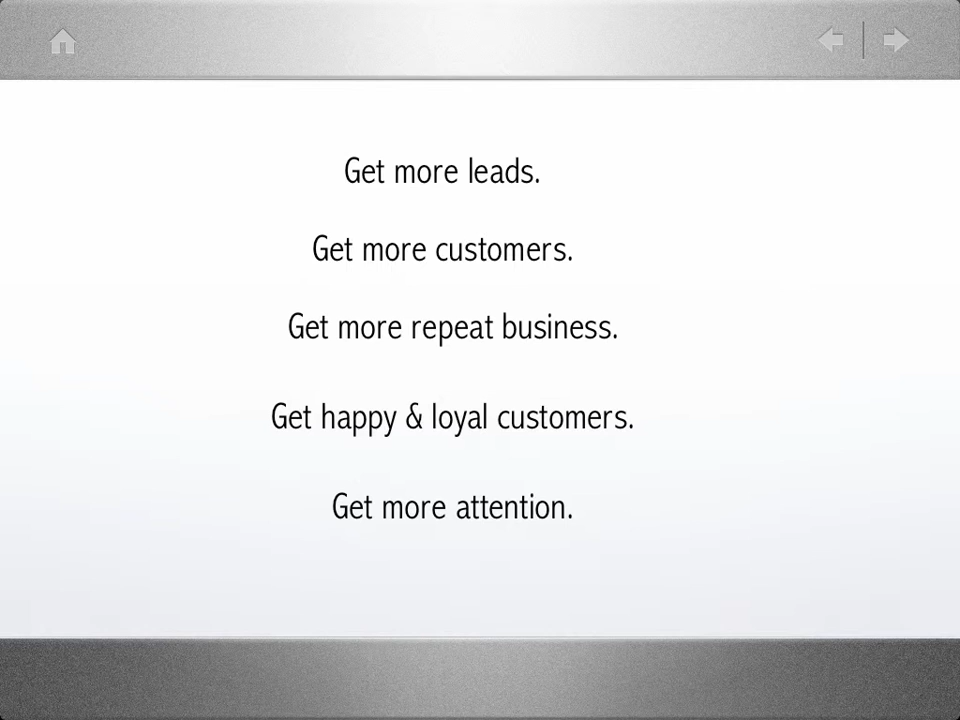 Get more leads.
Get more customers.
Get more repeat business.
Get happy & loyal customers.
Get more attention.